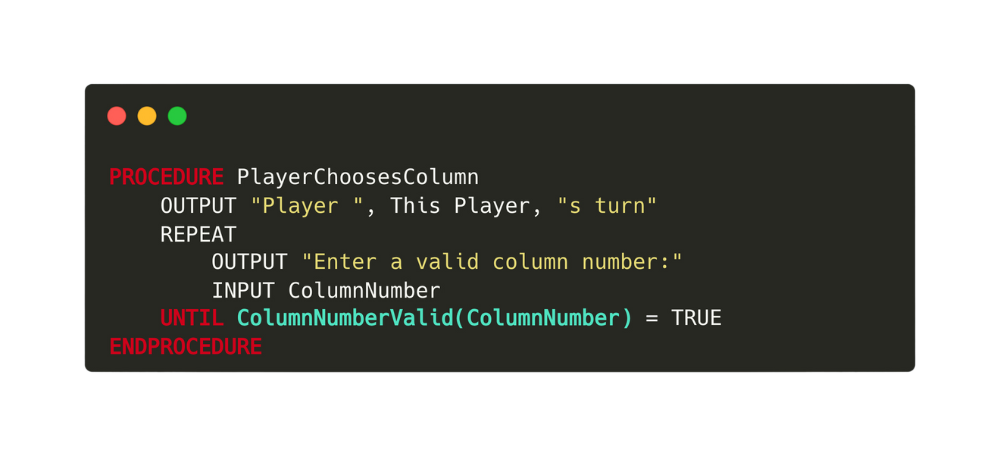 PROCEDURE PlayerChoosesColumn
OUTPUT "Player ", This Player, "s turn"
REPEAT
OUTPUT "Enter a valid column number:"
INPUT ColumnNumber
UNTIL ColumnNumberValid(ColumnNumber) = TRUE
ENDPROCEDURE